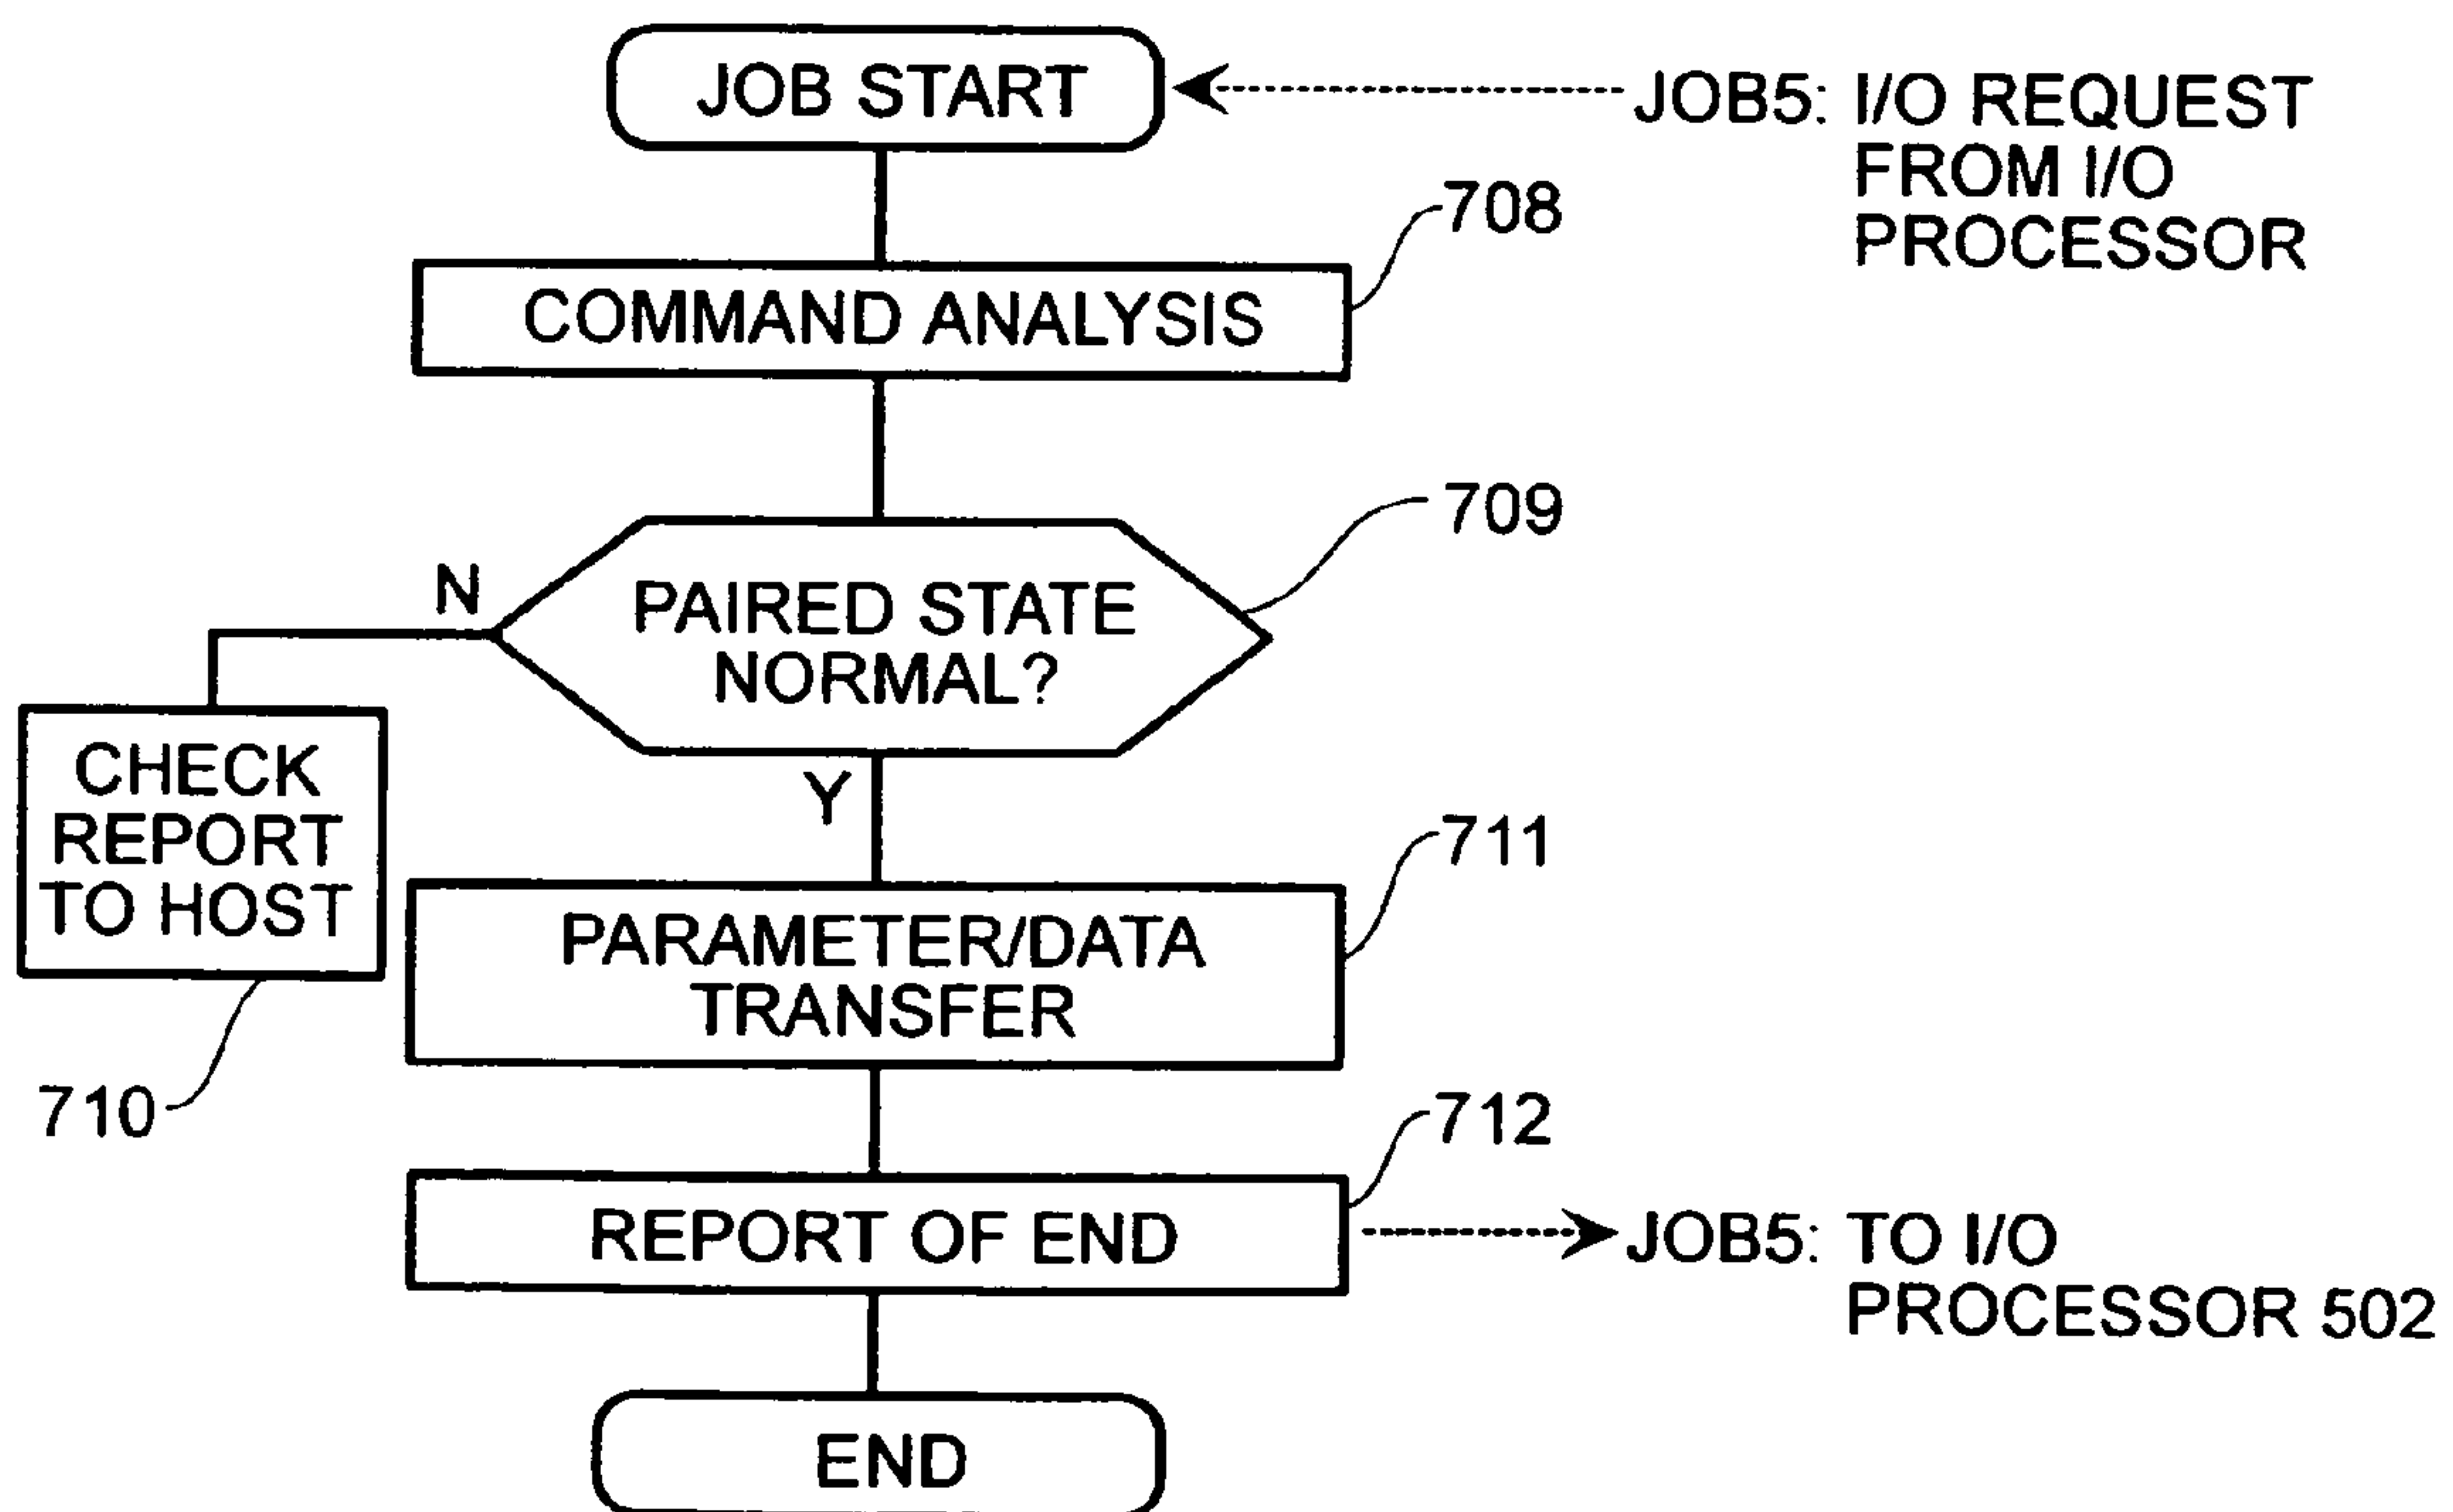 JOB START
JOB5: I/O REQUEST
FROM I/O
PROCESSOR
708
COMMAND ANALYSIS
709
N
PAIRED STATE
NORMAL?
CHECK
REPORT
TO HOST
710
Y
711
PARAMETER/DATA
TRANSFER
712
REPORT OF END
JOB5: TO I/O
PROCESSOR 502
END